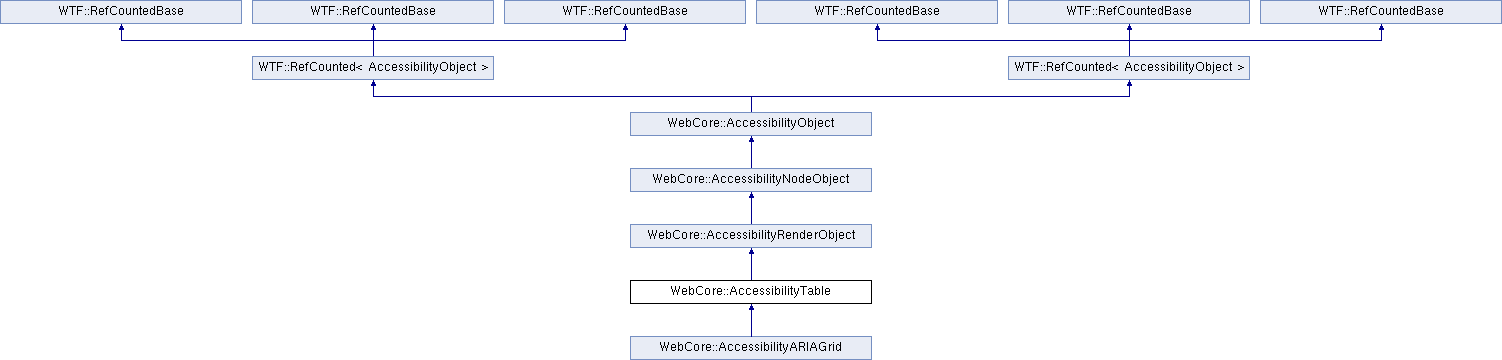 WTF::RefCountedBase
WTF::RefCountedBase
WTF::RefCountedBase
WTF::RefCountedBase
WTF::RefCountedBase
WTF::RefCountedBase
WTF::RefCounted< AccessibilityObject >
WTF::RefCounted< AccessibilityObject >
WebCore::AccessibilityObject
WebCore::AccessibilityNodeObject
WebCore::AccessibilityRenderObject
WebCore::AccessibilityTable
WebCore::AccessibilityARIAGrid